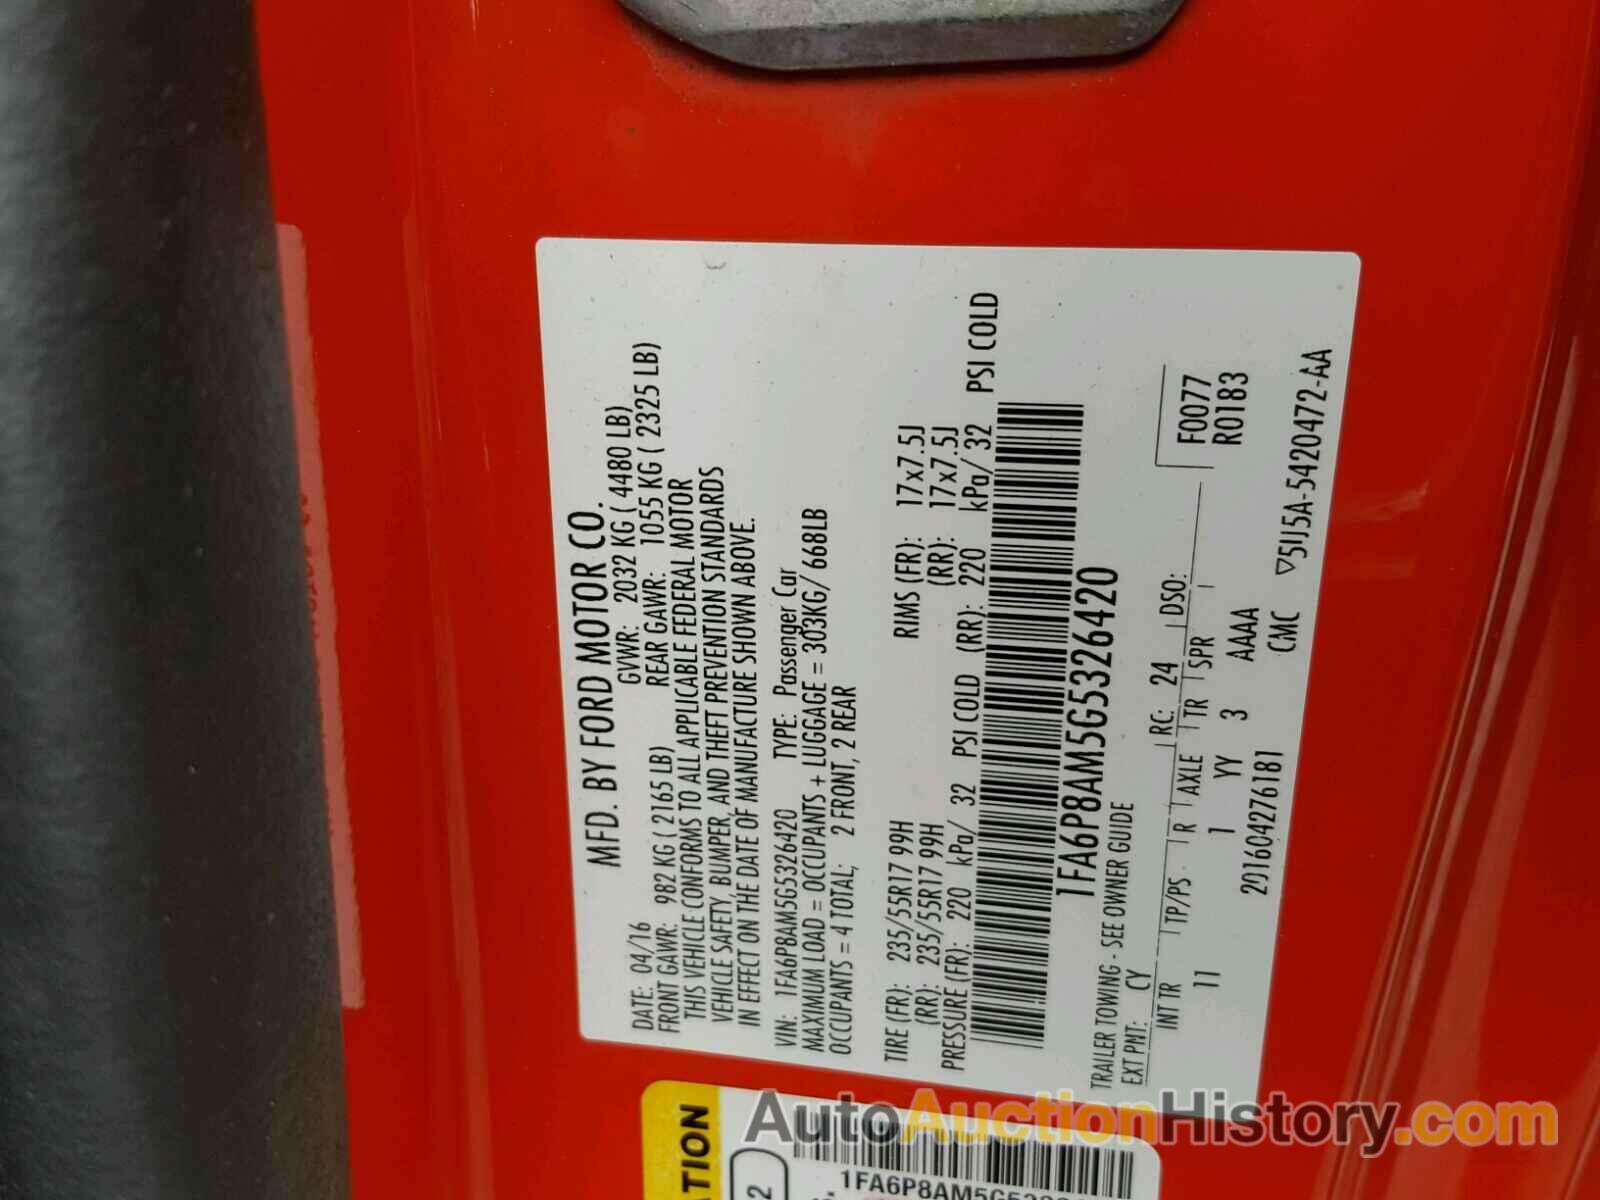 MFD. BY FORD MOTOR CO.
DATE: 04/16 GVWR: 2032 KG ( 4480 LB)
FRONT GAWR: 982 KG ( 2165 LB) REAR GAWR: 1055 KG ( 2325 LB)
THIS VEHICLE CONFORMS TO ALL APPLICABLE FEDERAL MOTOR
VEHICLE SAFETY, BUMPER, AND THEFT PREVENTION STANDARDS
IN EFFECT ON THE DATE OF MANUFACTURE SHOWN ABOVE.
VIN: 1FA6P8AM5G5326420 TYPE: Passenger Car
MAXIMUM LOAD = OCCUPANTS + LUGGAGE = 303KG/ 668LB
OCCUPANTS = 4 TOTAL; 2 FRONT, 2 REAR
TIRE (FR): 235/55R17 99H RIMS (FR): 17x7.5J
(RR): 235/55R17 99H (RR): 17x7.5J
PRESSURE (FR): 220 kPa/ 32 PSI COLD (RR): 220 kPa/ 32 PSI COLD
1FA6P8AM5G5326420
TRAILER TOWING - SEE OWNER GUIDE
EXT PNT: CY RC: 24 DSO: F0077
INT TR TP/PS R AXLE TR SPR R0183
11 1 YY 3 AAAA
20160427618​1 CMC ▽5U5A-5420472-AA
2
AutoAuctionHistory.com